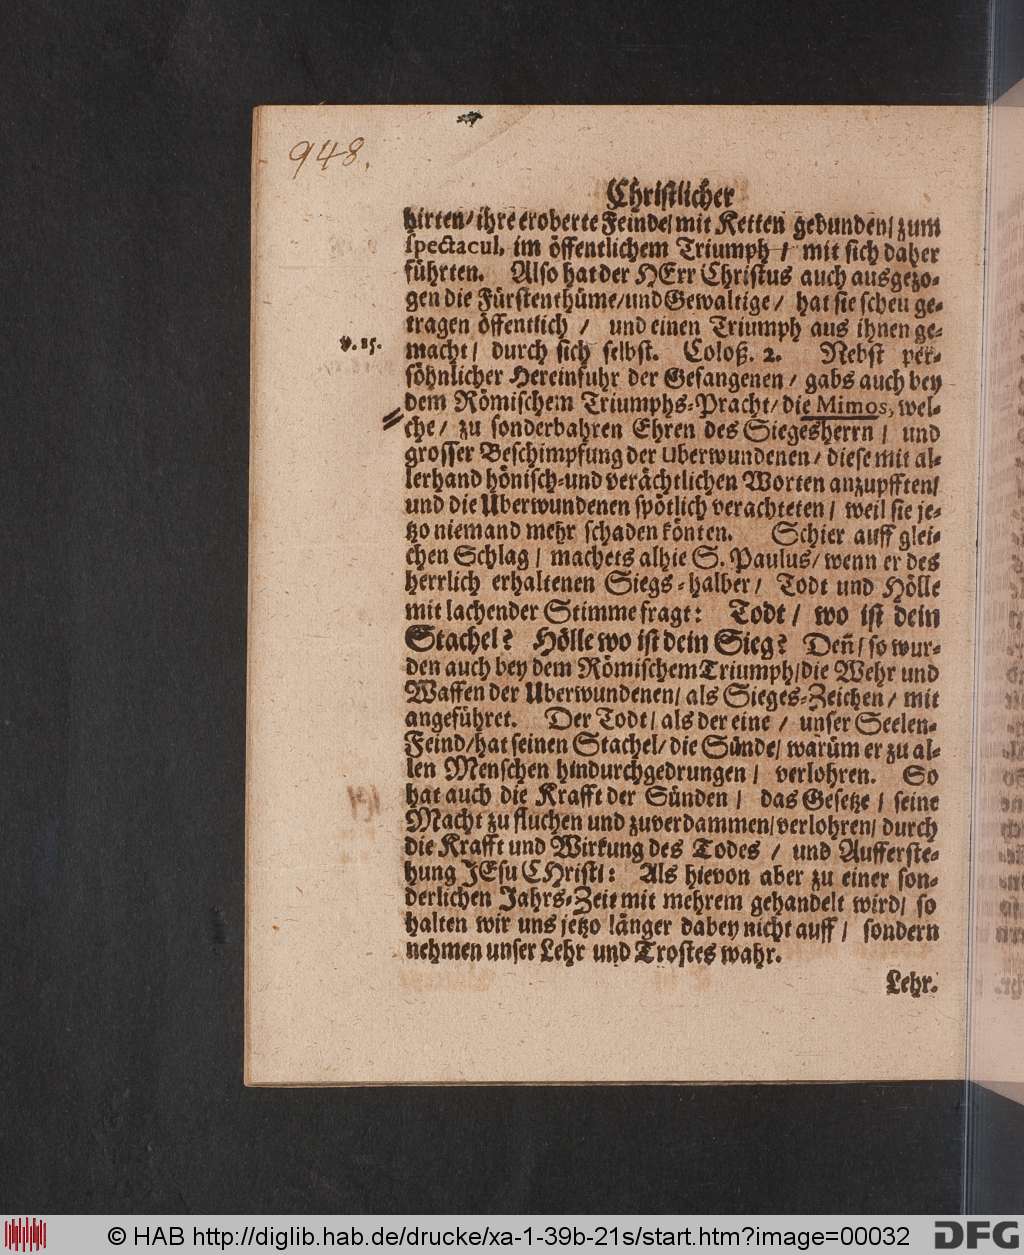 948.
Christlicher
hirten/ ihre eroberte Feinde/ mit Ketten gebunden/ zum
spectacul, im öffentlichem Triumph / mit sich daher
führten. Also hat der HErr Christus auch ausgezo-
gen die Fürstenthüme/ und Gewaltige / hat sie scheu ge-
tragen öffentlich / und einen Triumph aus ihnen ge-
v. 15.
macht / durch sich selbst. Coloß. 2. Nebst per-
söhnlicher Hereinfuhr der Gefangenen / gabs auch bey
dem Römischem Triumphs-Pracht/ die Mimos, wel-
che / zu sonderbahren Ehren des Siegesherrn / und
grosser Beschimpfung der Uberwundenen / diese mit al-
lerhand hönisch-und verächtlichen Worten anzupfften/
und die Uberwundenen spötlich verachteten / weil sie je-
tzo niemand mehr schaden könten. Schier auff glei-
chen Schlag / machets alhie S. Paulus/ wenn er des
herrlich erhaltenen Siegs-halber/ Todt und Hölle
mit lachender Stimme fragt: Todt / wo ist dein
Stachel? Hölle wo ist dein Sieg? Deñ/ so wur-
den auch bey dem Römischem Triumph/ die Wehr und
Waffen der Uberwundenen/ als Sieges-Zeichen / mit
angeführet. Der Todt/ als der eine / unser Seelen-
Feind/ hat seinen Stachel/ die Sünde/ warüm er zu al-
len Menschen hindurchgedrungen / verlohren. So
hat auch die Krafft der Sünden / das Gesetze / seine
Macht zu fluchen und zuverdammen/ verlohren/ durch
die Krafft und Wirkung des Todes / und Aufferste-
hung JEsu CHristi: Als hievon aber zu einer son-
derlichen Jahrs-Zeit mit mehrem gehandelt wird/ so
halten wir uns jetzo länger dabey nicht auff / sondern
nehmen unser Lehr und Trostes wahr.
Lehr.
© HAB http://diglib.hab.de/drucke/xa-1-39b-21s/start.htm?image=00032
DFG